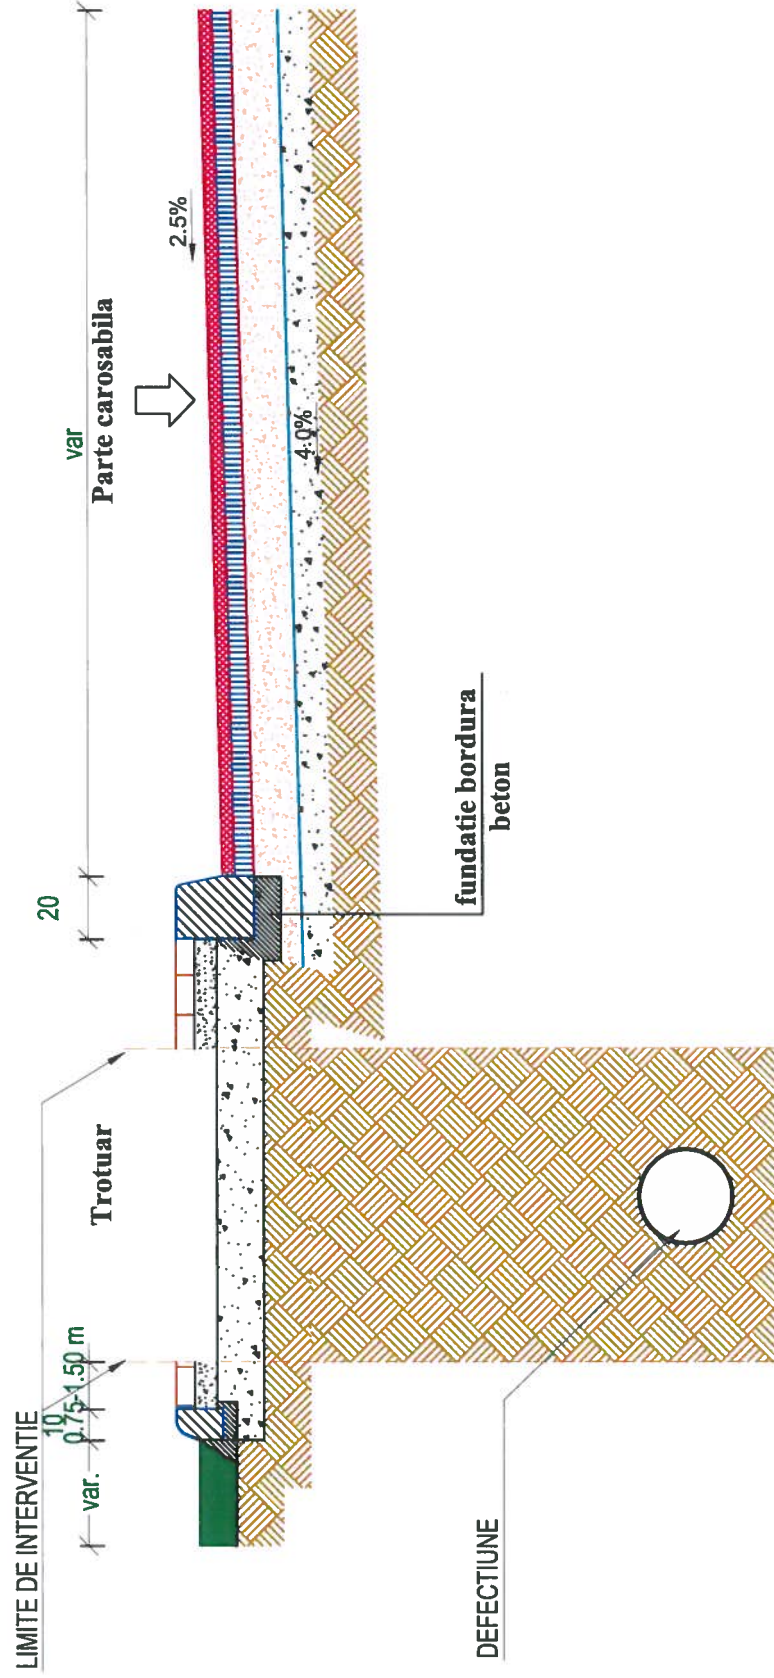 LIMITE DE INTERVENTIE
var.
10
0.75-1.50 m
Trotuar
20
var
Parte carosabila
2.5%
4.0%
fundatie bordura
beton
DEFECTIUNE